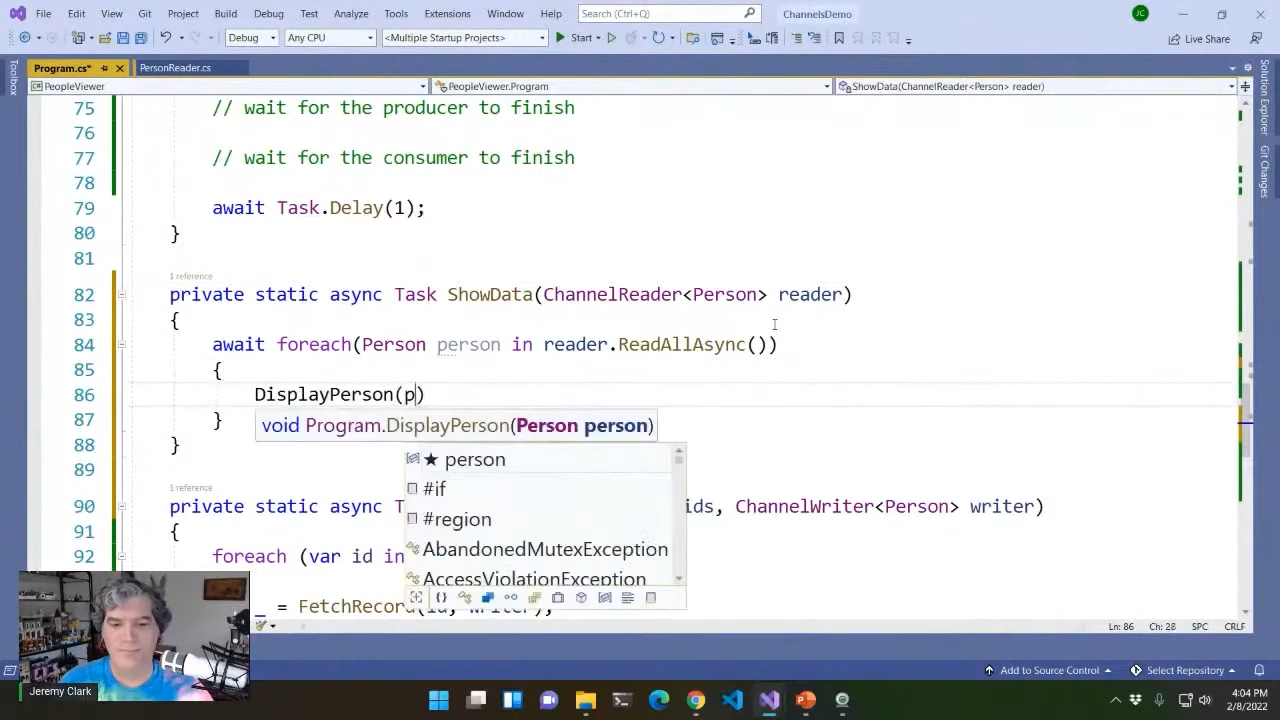 File Edit View Git Project Build Debug Test Analyze Tools Extensions Window Help Search (Ctrl+Q) ChannelsDemo JC
Debug Any CPU <Multiple Startup Projects> Start Live Share
Program.cs* PersonReader.cs
PeopleViewer PeopleViewer.Program ShowData(ChannelReader<Person> reader)
Toolbox
Solution Explorer
Git Changes
75 // wait for the producer to finish
76
77 // wait for the consumer to finish
78
79 await Task.Delay(1);
80 }
81
1 reference
82 private static async Task ShowData(ChannelReader<Person> reader)
83 {
84 await foreach(Person person in reader.ReadAllAsync())
85 {
86 DisplayPerson(p)
87 }
void Program.DisplayPerson(Person person)
88 }
★ person
89
#if
1 reference
90 private static async T ids, ChannelWriter<Person> writer)
#region
91 {
AbandonedMutexException
92 foreach (var id in
AccessViolationException
_ = FetchRecord(id, writer);
Ln: 86 Ch: 28 SPC CRLF
Add to Source Control Select Repository
Jeremy Clark
4:04 PM
2/8/2022